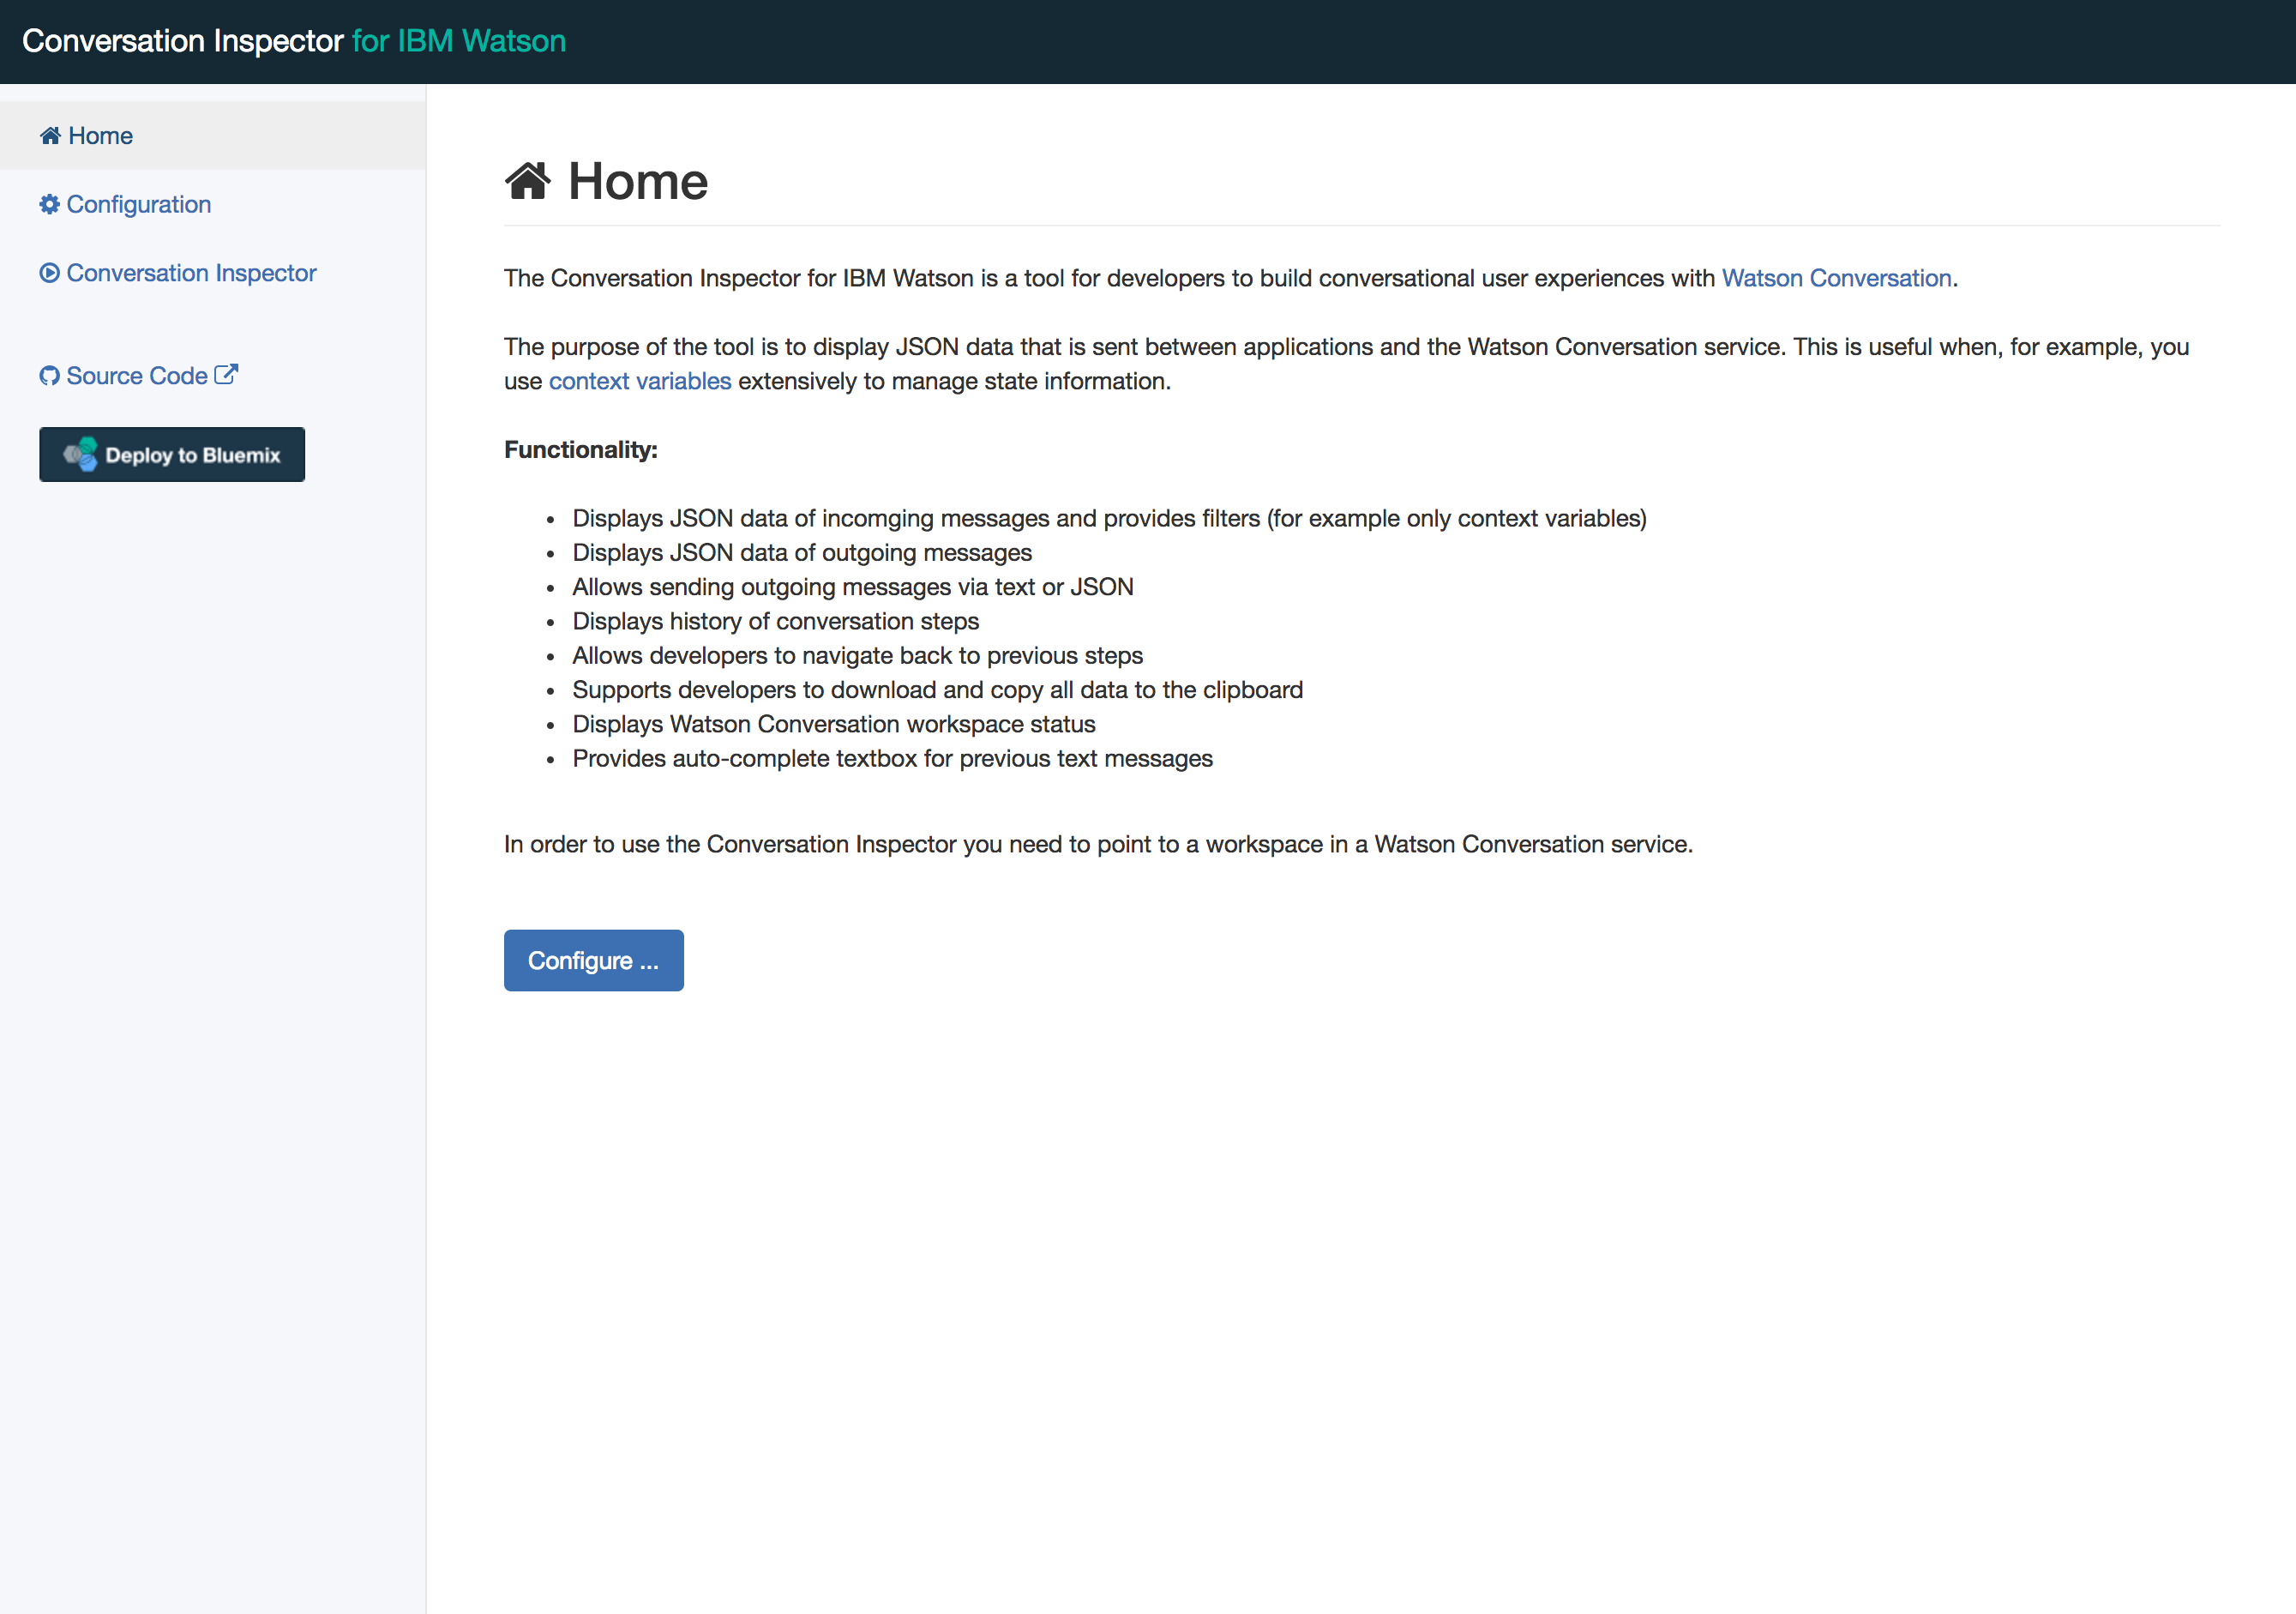 Conversation Inspector for IBM Watson
Home
Configuration
Conversation Inspector
Source Code
Deploy to Bluemix
Home
The Conversation Inspector for IBM Watson is a tool for developers to build conversational user experiences with Watson Conversation.
The purpose of the tool is to display JSON data that is sent between applications and the Watson Conversation service. This is useful when, for example, you
use context variables extensively to manage state information.
Functionality:
• Displays JSON data of incomging messages and provides filters (for example only context variables)
• Displays JSON data of outgoing messages
• Allows sending outgoing messages via text or JSON
• Displays history of conversation steps
• Allows developers to navigate back to previous steps
• Supports developers to download and copy all data to the clipboard
• Displays Watson Conversation workspace status
• Provides auto-complete textbox for previous text messages
In order to use the Conversation Inspector you need to point to a workspace in a Watson Conversation service.
Configure ...